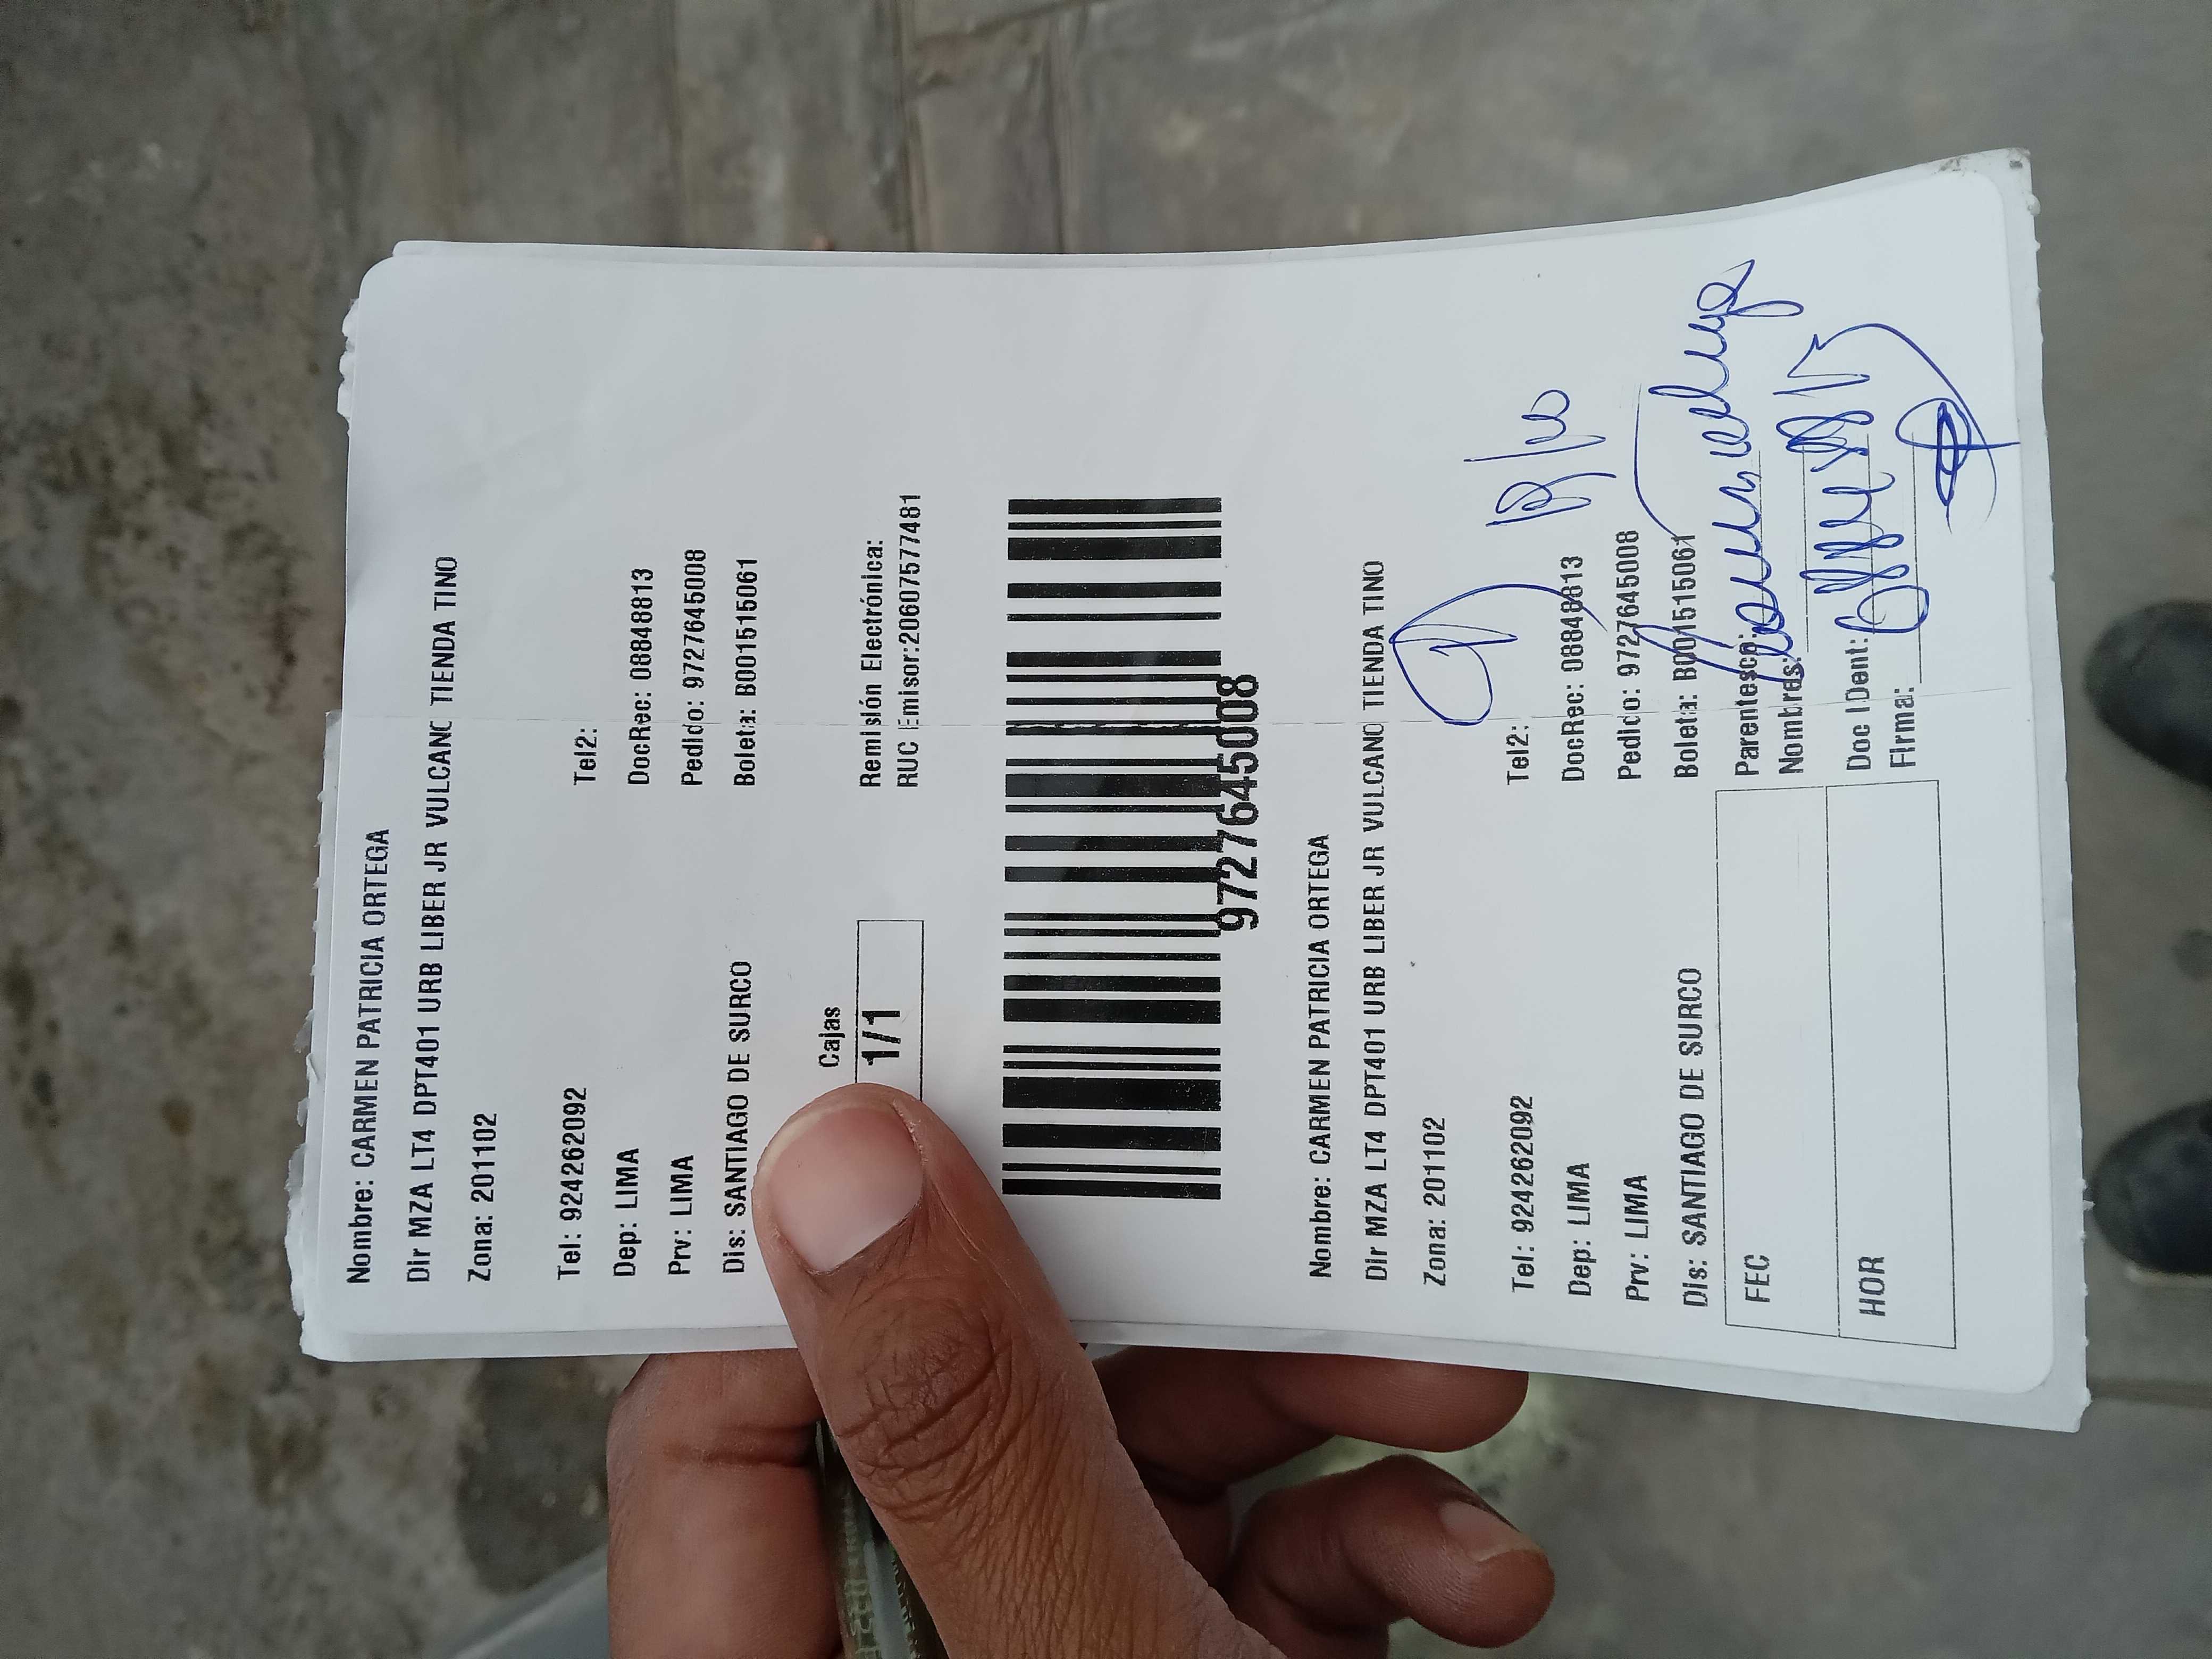 Nombre: CARMEN PATRICIA ORTEGA
Dir MZA LT4 DPT401 URB LIBER JR VULCANO TIENDA TINO
Zona: 201102
Tel: 924262092 Tel2:
Dep: LIMA DocRec: 08848813
Prv: LIMA Pedido: 97277645008
Dis: SANTIAGO DE SURCO Boleta: B001515061
Cajas
1/1
Remisión Electrónica:
RUC Emisor:20607577481
97277645008
Nombre: CARMEN PATRICIA ORTEGA
Dir MZA LT4 DPT401 URB LIBER JR VULCANO TIENDA TINO
Zona: 201102
Tel: 924262092 Tel2:
Dep: LIMA DocRec: 08848813
Prv: LIMA Pedido: 97277645008
Dis: SANTIAGO DE SURCO Boleta: B001515061
FEC Parentesco:
Nombres:
HOR Doc Ident:
Firma: